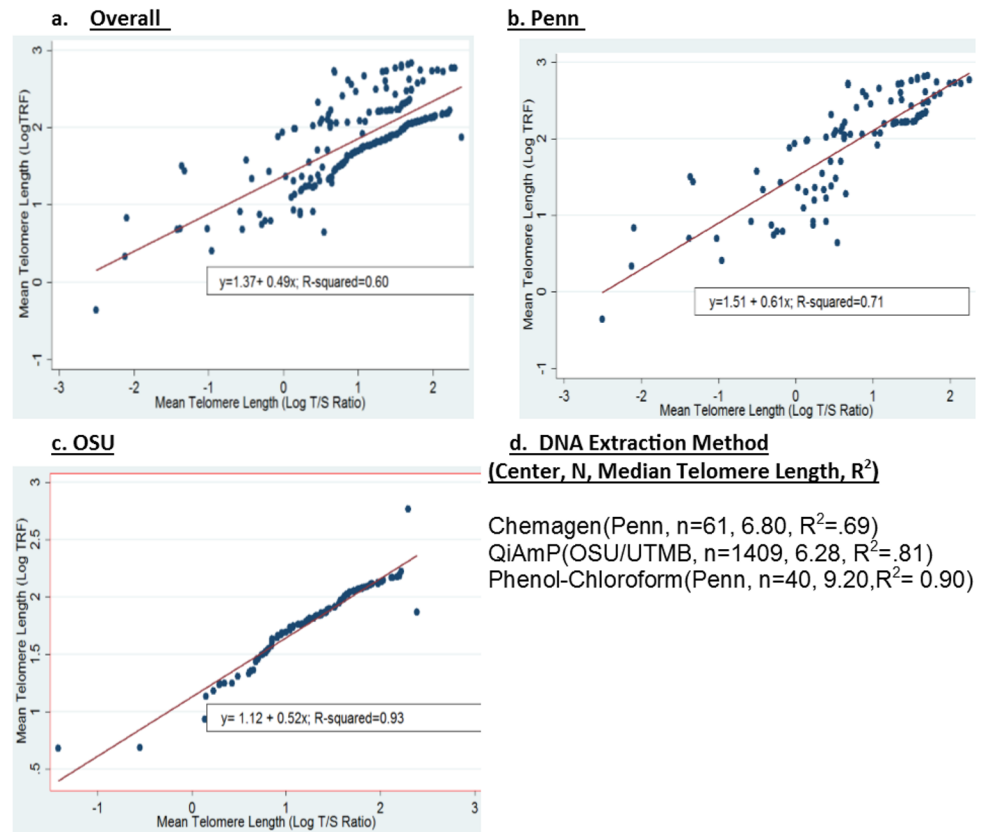 a. Overall
3
2
1
0
-1
Mean Telomere Length (LogTRF)
y=1.37+ 0.49x; R-squared=0.60
-3 -2 -1 0 1 2
Mean Telomere Length (Log T/S Ratio)
b. Penn
3
2
1
0
-1
Mean Telomere Length (Log TRF)
y=1.51 + 0.61x; R-squared=0.71
-3 -2 -1 0 1 2
Mean Telomere Length (Log T/S Ratio)
c. OSU
3
2.5
2
1.5
1
.5
Mean Telomere Length (Log TRF)
y= 1.12 + 0.52x; R-squared=0.93
-1 0 1 2 3
Mean Telomere Length (Log T/S Ratio)
d. DNA Extraction Method
(Center, N, Median Telomere Length, R²)
Chemagen(Penn, n=61, 6.80, R²=.69)
QiAmP(OSU/UTMB, n=1409, 6.28, R²=.81)
Phenol-Chloroform(Penn, n=40, 9.20,R²= 0.90)